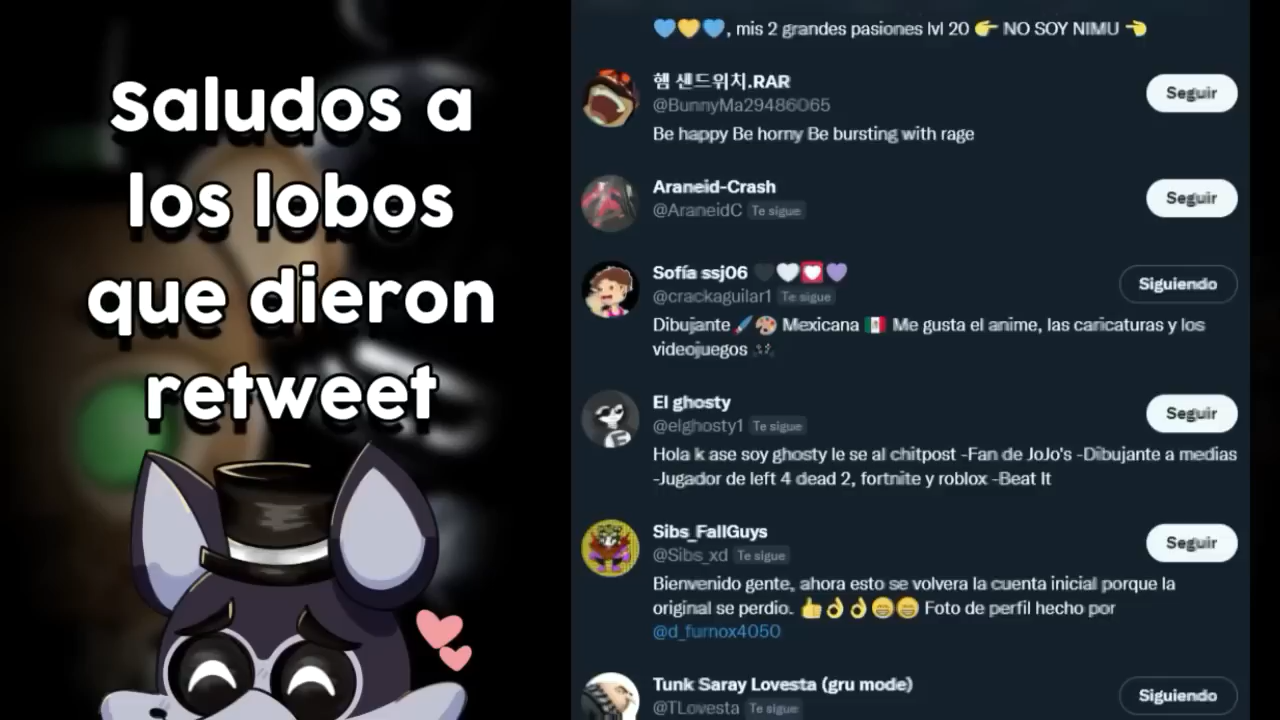 Saludos a
los lobos
que dieron
retweet
💙💛💙, mis 2 grandes pasiones lvl 20 👉 NO SOY NIMU 👈
햄 샌드위치.RAR
@BunnyMa29486065
Seguir
Be happy Be horny Be bursting with rage
Araneid-Crash
@AraneidC Te sigue
Seguir
Sofía ssj06 🖤🤍💟💜
@crackaguilar1 Te sigue
Siguiendo
Dibujante 🖌️🎨 Mexicana 🇲🇽 Me gusta el anime, las caricaturas y los
videojuegos 🎮
El ghosty
@elghosty1 Te sigue
Seguir
Hola k ase soy ghosty le se al chitpost -Fan de JoJo's -Dibujante a medias
-Jugador de left 4 dead 2, fortnite y roblox -Beat It
Sibs_FallGuys
@Sibs_xd Te sigue
Seguir
Bienvenido gente, ahora esto se volvera la cuenta inicial porque la
original se perdio. 👍👌👌😁😁 Foto de perfil hecho por
@d_furnox4050
Tunk Saray Lovesta (gru mode)
@TLovesta Te sigue
Siguiendo